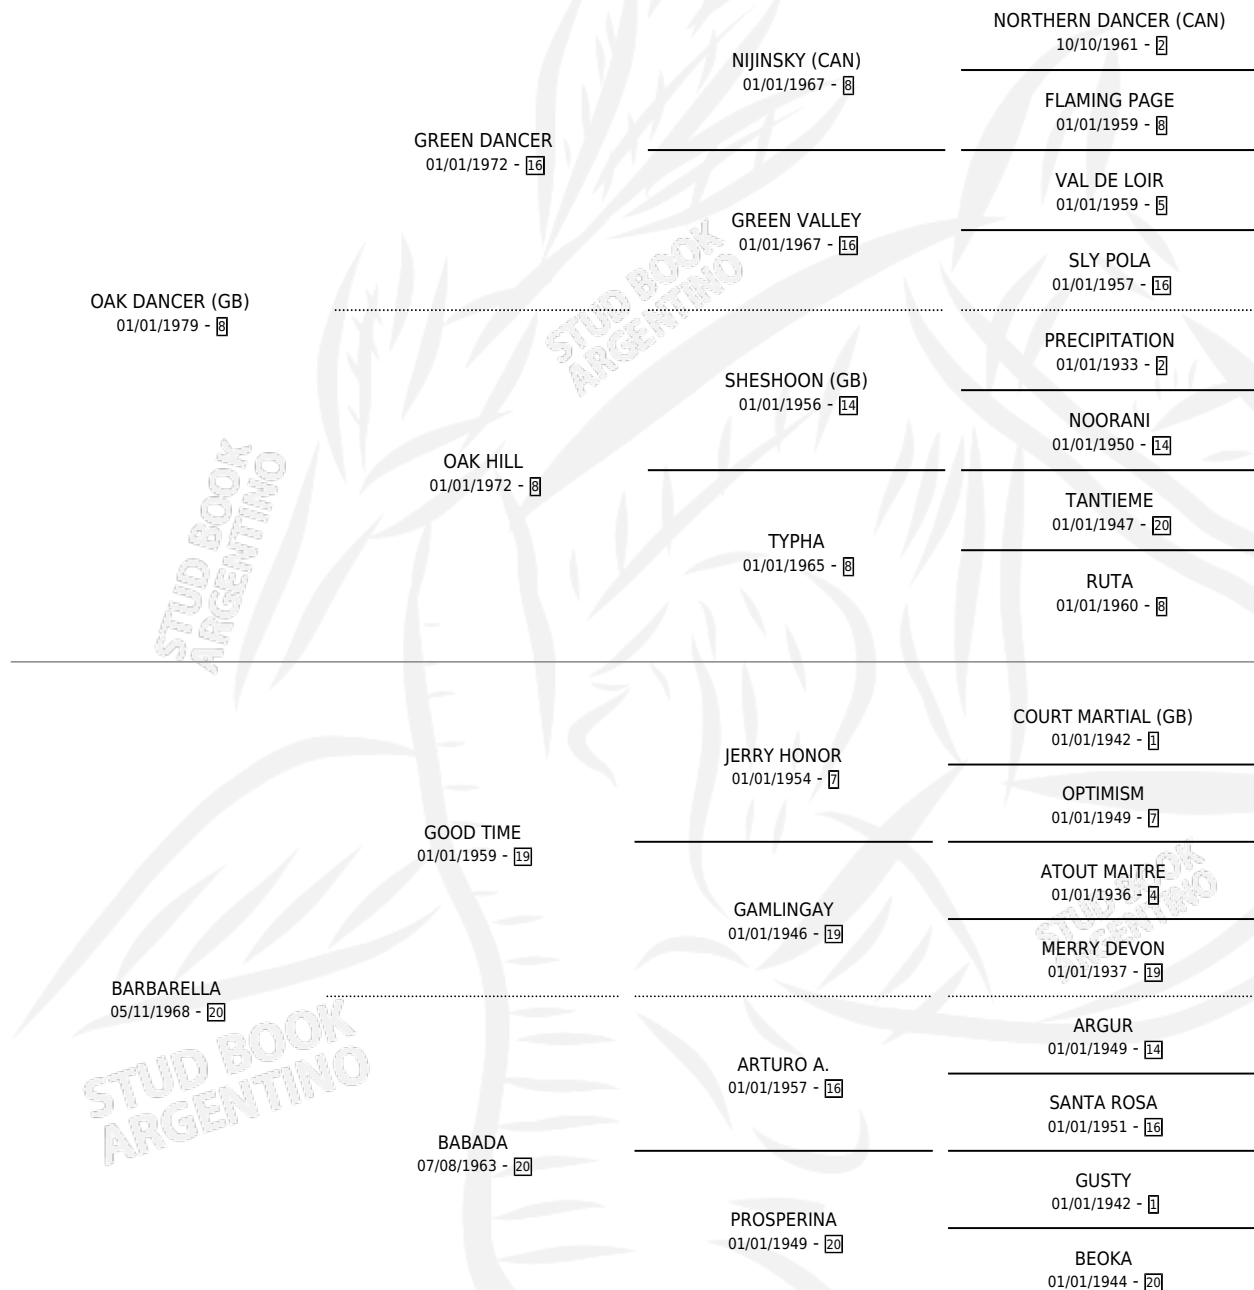 NORTHERN DANCER (CAN)
10/10/1961 - 2
NIJINSKY (CAN)
01/01/1967 - 8
FLAMING PAGE
01/01/1959 - 8
GREEN DANCER
01/01/1972 - 16
VAL DE LOIR
01/01/1959 - 5
GREEN VALLEY
01/01/1967 - 16
SLY POLA
01/01/1957 - 16
OAK DANCER (GB)
01/01/1979 - 8
STUD BOOK
ARGENTINO
PRECIPITATION
01/01/1933 - 2
SHESHOON (GB)
01/01/1956 - 14
NOORANI
01/01/1950 - 14
OAK HILL
01/01/1972 - 8
STUD BOOK
ARGENTINO
TANTIEME
01/01/1947 - 20
TYPHA
01/01/1965 - 8
RUTA
01/01/1960 - 8
COURT MARTIAL (GB)
01/01/1942 - 1
JERRY HONOR
01/01/1954 - 7
OPTIMISM
01/01/1949 - 7
GOOD TIME
01/01/1959 - 19
ATOUT MAITRE
01/01/1936 - 4
STUD BOOK
ARGENTINO
GAMLINGAY
01/01/1946 - 19
MERRY DEVON
01/01/1937 - 19
BARBARELLA
05/11/1968 - 20
STUD BOOK
ARGENTINO
ARGUR
01/01/1949 - 14
ARTURO A.
01/01/1957 - 16
SANTA ROSA
01/01/1951 - 16
BABADA
07/08/1963 - 20
GUSTY
01/01/1942 - 1
PROSPERINA
01/01/1949 - 20
BEOKA
01/01/1944 - 20